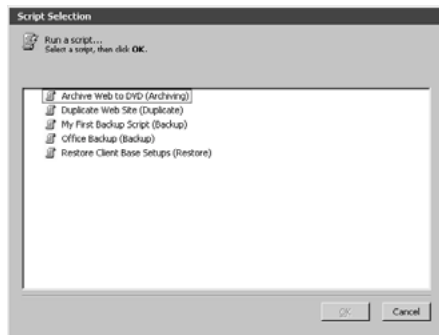 Script Selection
Run a script...
Select a script, then click OK.
Archive Web to DVD (Archiving)
Duplicate Web Site (Duplicate)
My First Backup Script (Backup)
Office Backup (Backup)
Restore Client Base Setups (Restore)
OK
Cancel